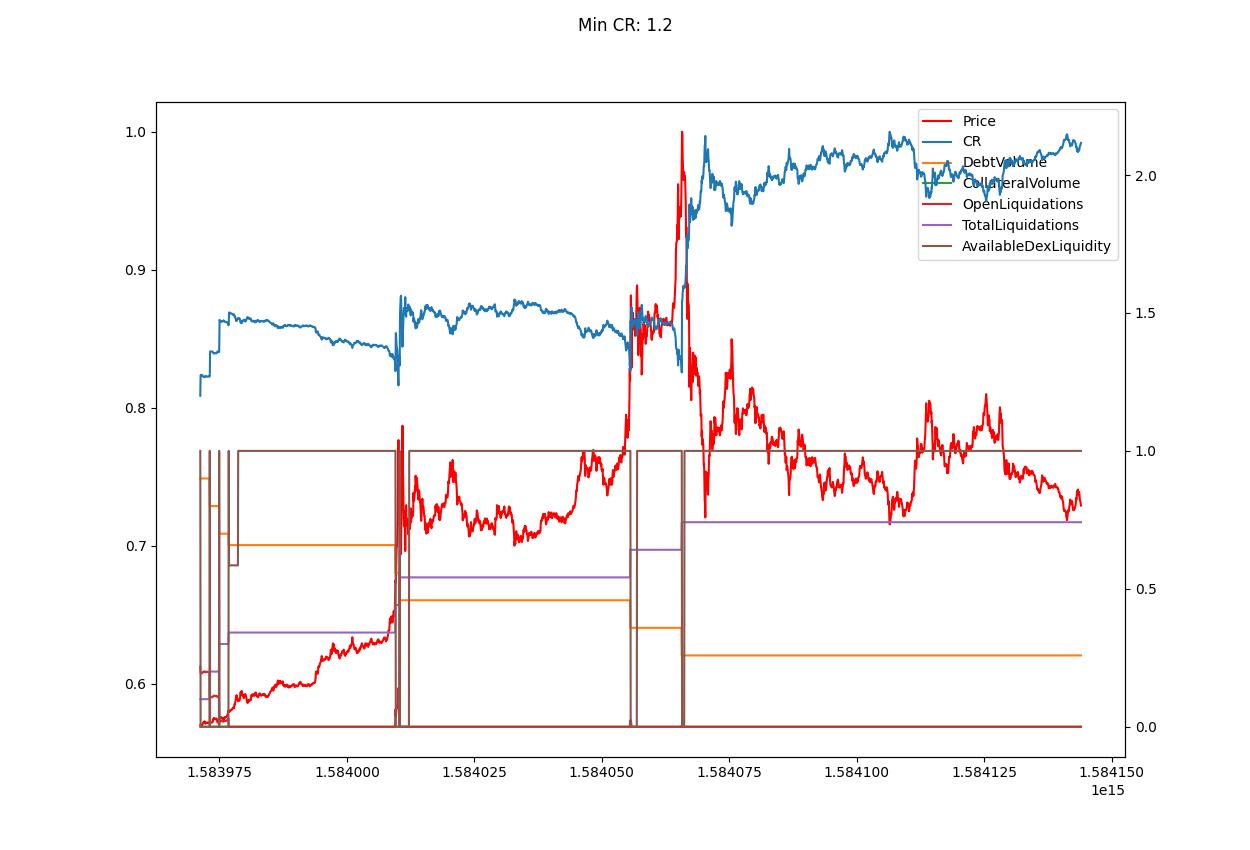 Min CR: 1.2
1.0
0.9
0.8
0.7
0.6
Price
CR
DebtVolume
CollateralVolume
OpenLiquidations
TotalLiquidations
AvailableDexLiquidity
2.0
1.5
1.0
0.5
0.0
1.583975 1.584000 1.584025 1.584050 1.584075 1.584100 1.584125 1.584150
1e15